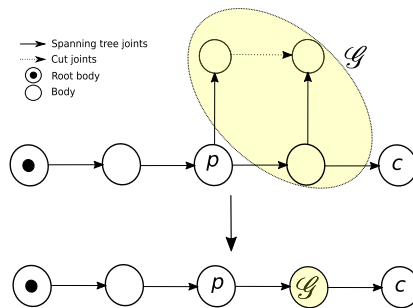 Spanning tree joints
Cut joints
Root body
Body
𝒢
p
c
p
𝒢
c